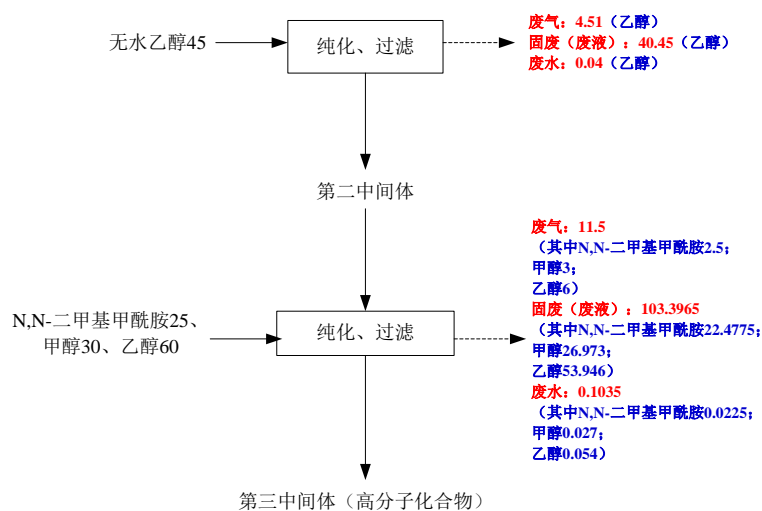 无水乙醇45
纯化、过滤
废气：4.51（乙醇）
固废（废液）：40.45（乙醇）
废水：0.04（乙醇）
第二中间体
N,N-二甲基甲酰胺25、
甲醇30、乙醇60
纯化、过滤
废气：11.5
（其中N,N-二甲基甲酰胺2.5；
甲醇3；
乙醇6）
固废（废液）：103.3965
（其中N,N-二甲基甲酰胺22.4775；
甲醇26.973；
乙醇53.946）
废水：0.1035
（其中N,N-二甲基甲酰胺0.0225；
甲醇0.027；
乙醇0.054）
第三中间体（高分子化合物）